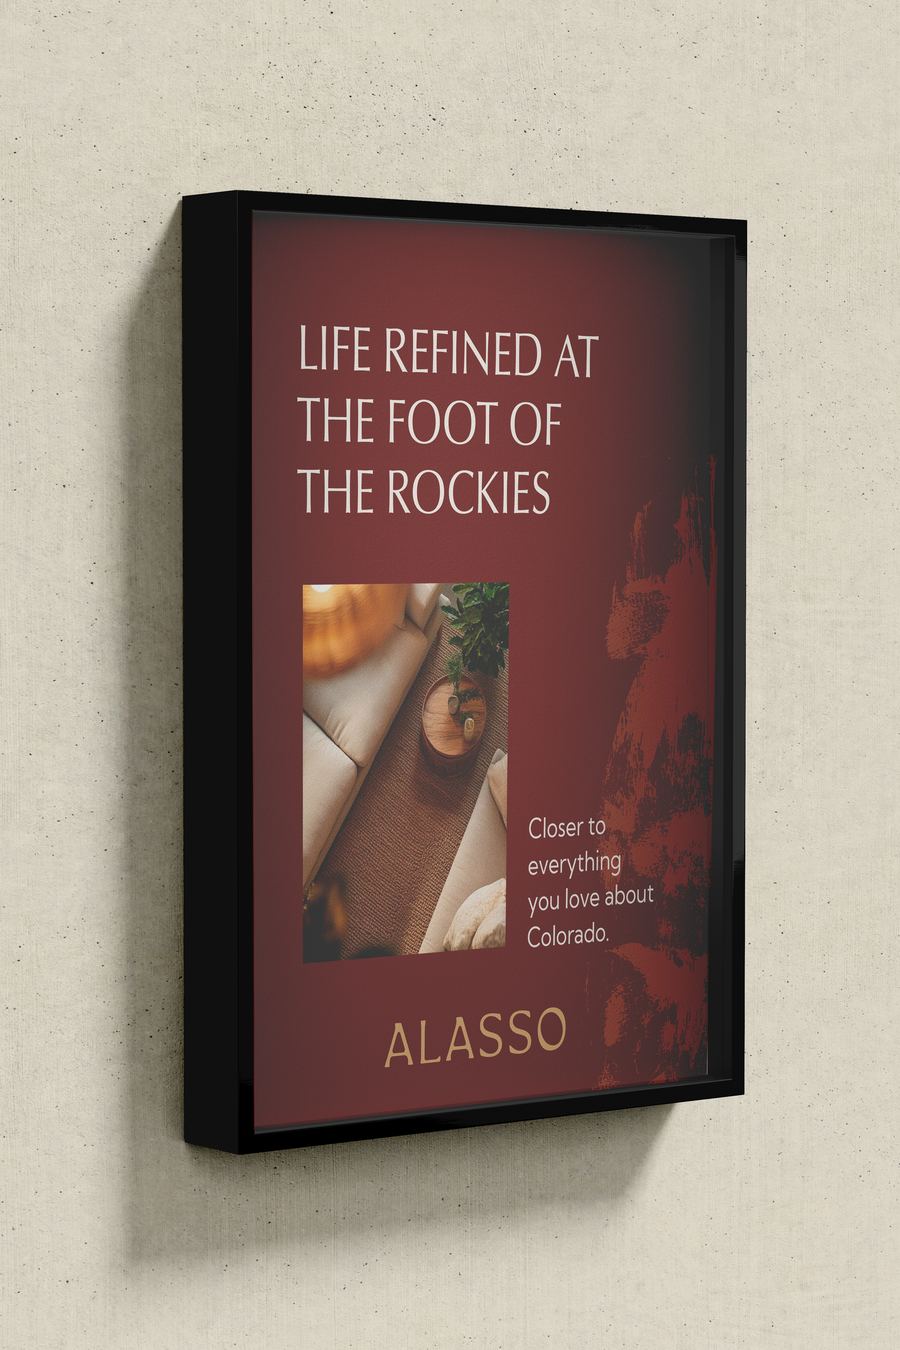 LIFE REFINED AT
THE FOOT OF
THE ROCKIES
Closer to
everything
you love about
Colorado.
ALASSO